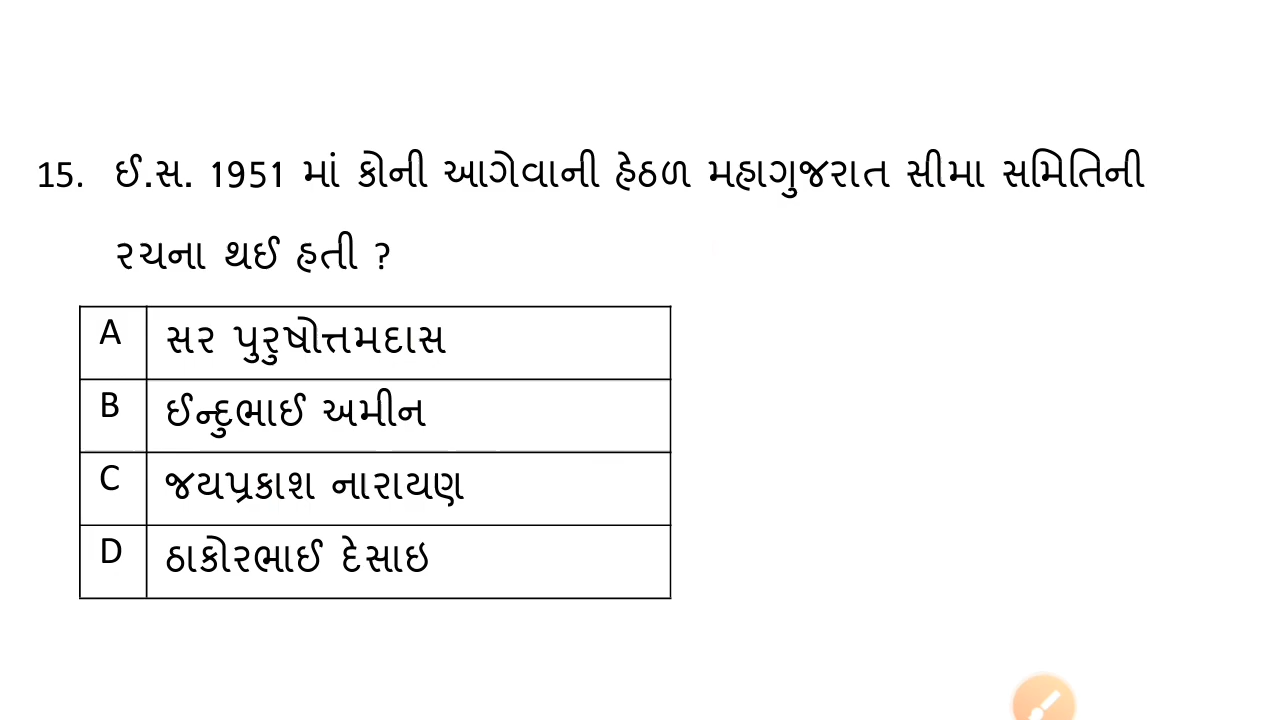 15. ઈ.સ. 1951 માં કોની આગેવાની હેઠળ મહાગુજરાત સીમા સમિતિની
રચના થઈ હતી ?
A સર પુરુષોત્તમદાસ
B ઈન્દુભાઈ અમીન
C જયપ્રકાશ નારાયણ
D ઠાકોરભાઈ દેસાઇ